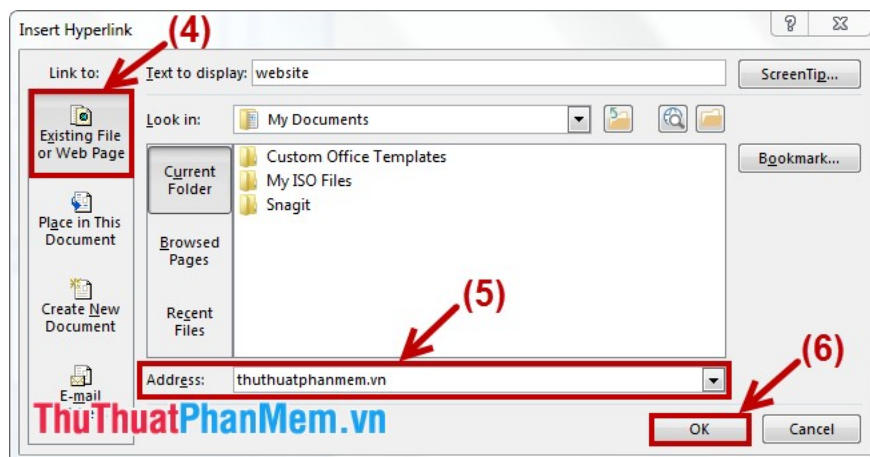 Insert Hyperlink
(4)
Link to:
Text to display: website
ScreenTip...
Existing File
or Web Page
Look in: My Documents
Current
Folder
Custom Office Templates
My ISO Files
Snagit
Bookmark...
Place in This
Document
Browsed
Pages
Create New
Document
Recent
Files
(5)
(6)
Address: thuthuatphanmem.vn
E-mail
ThuThuatPhanMem.vn
OK
Cancel